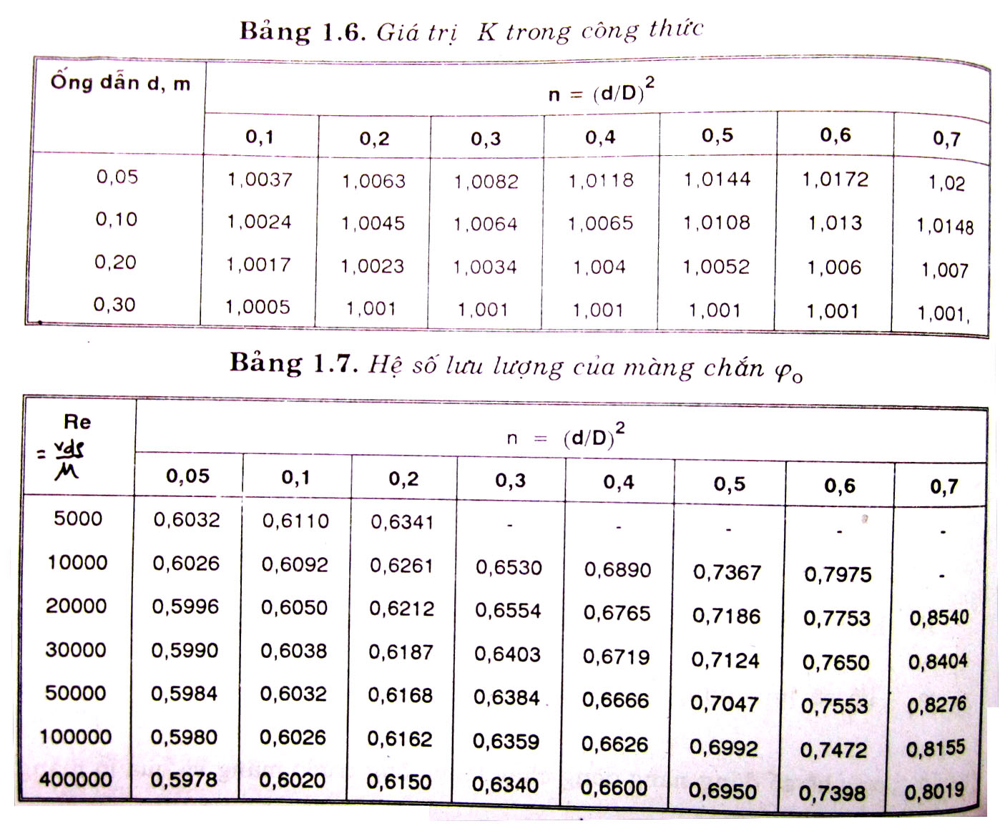 Bảng 1.6. Giá trị K trong công thức
Ống dẫn d, m
n = (d/D)²
0,1 0,2 0,3 0,4 0,5 0,6 0,7
0,05 1,0037 1,0063 1,0082 1,0118 1,0144 1,0172 1,02
0,10 1,0024 1,0045 1,0064 1,0065 1,0108 1,013 1,0148
0,20 1,0017 1,0023 1,0034 1,004 1,0052 1,006 1,007
0,30 1,0005 1,001 1,001 1,001 1,001 1,001 1,001,
Bảng 1.7. Hệ số lưu lượng của màng chắn φ₀
Re
= vdρ/μ
n = (d/D)²
0,05 0,1 0,2 0,3 0,4 0,5 0,6 0,7
5000 0,6032 0,6110 0,6341 - - - - -
10000 0,6026 0,6092 0,6261 0,6530 0,6890 0,7367 0,7975 -
20000 0,5996 0,6050 0,6212 0,6554 0,6765 0,7186 0,7753 0,8540
30000 0,5990 0,6038 0,6187 0,6403 0,6719 0,7124 0,7650 0,8404
50000 0,5984 0,6032 0,6168 0,6384 0,6666 0,7047 0,7553 0,8276
100000 0,5980 0,6026 0,6162 0,6359 0,6626 0,6992 0,7472 0,8155
400000 0,5978 0,6020 0,6150 0,6340 0,6600 0,6950 0,7398 0,8019